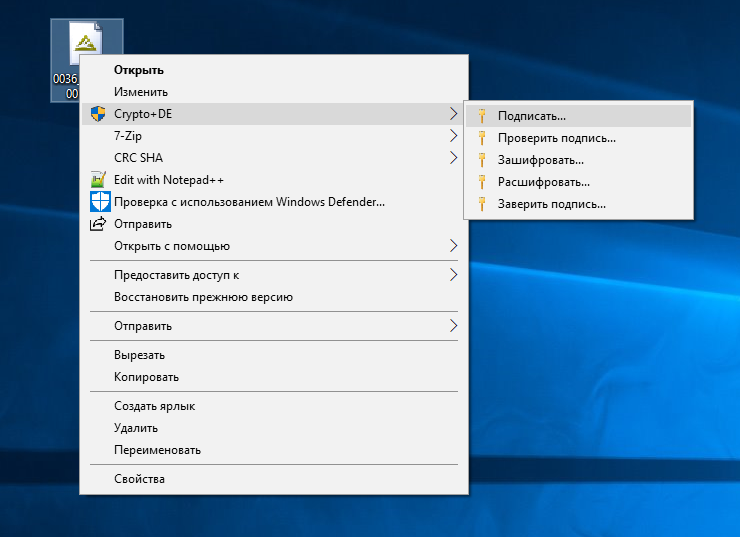 0036_
00
Открыть
Изменить
Crypto+DE
7-Zip
CRC SHA
Edit with Notepad++
Проверка с использованием Windows Defender...
Отправить
Открыть с помощью
Предоставить доступ к
Восстановить прежнюю версию
Отправить
Вырезать
Копировать
Создать ярлык
Удалить
Переименовать
Свойства
Подписать...
Проверить подпись...
Зашифровать...
Расшифровать...
Заверить подпись...